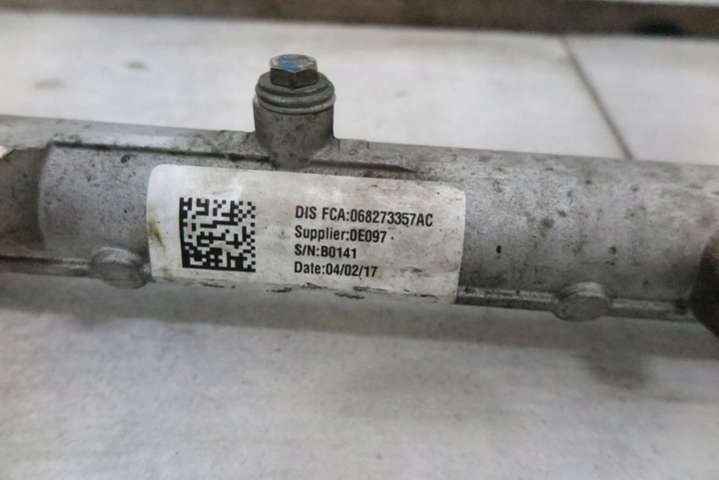 DIS FCA:068273357AC
Supplier:0E097
S/N:B0141
Date:04/02/17